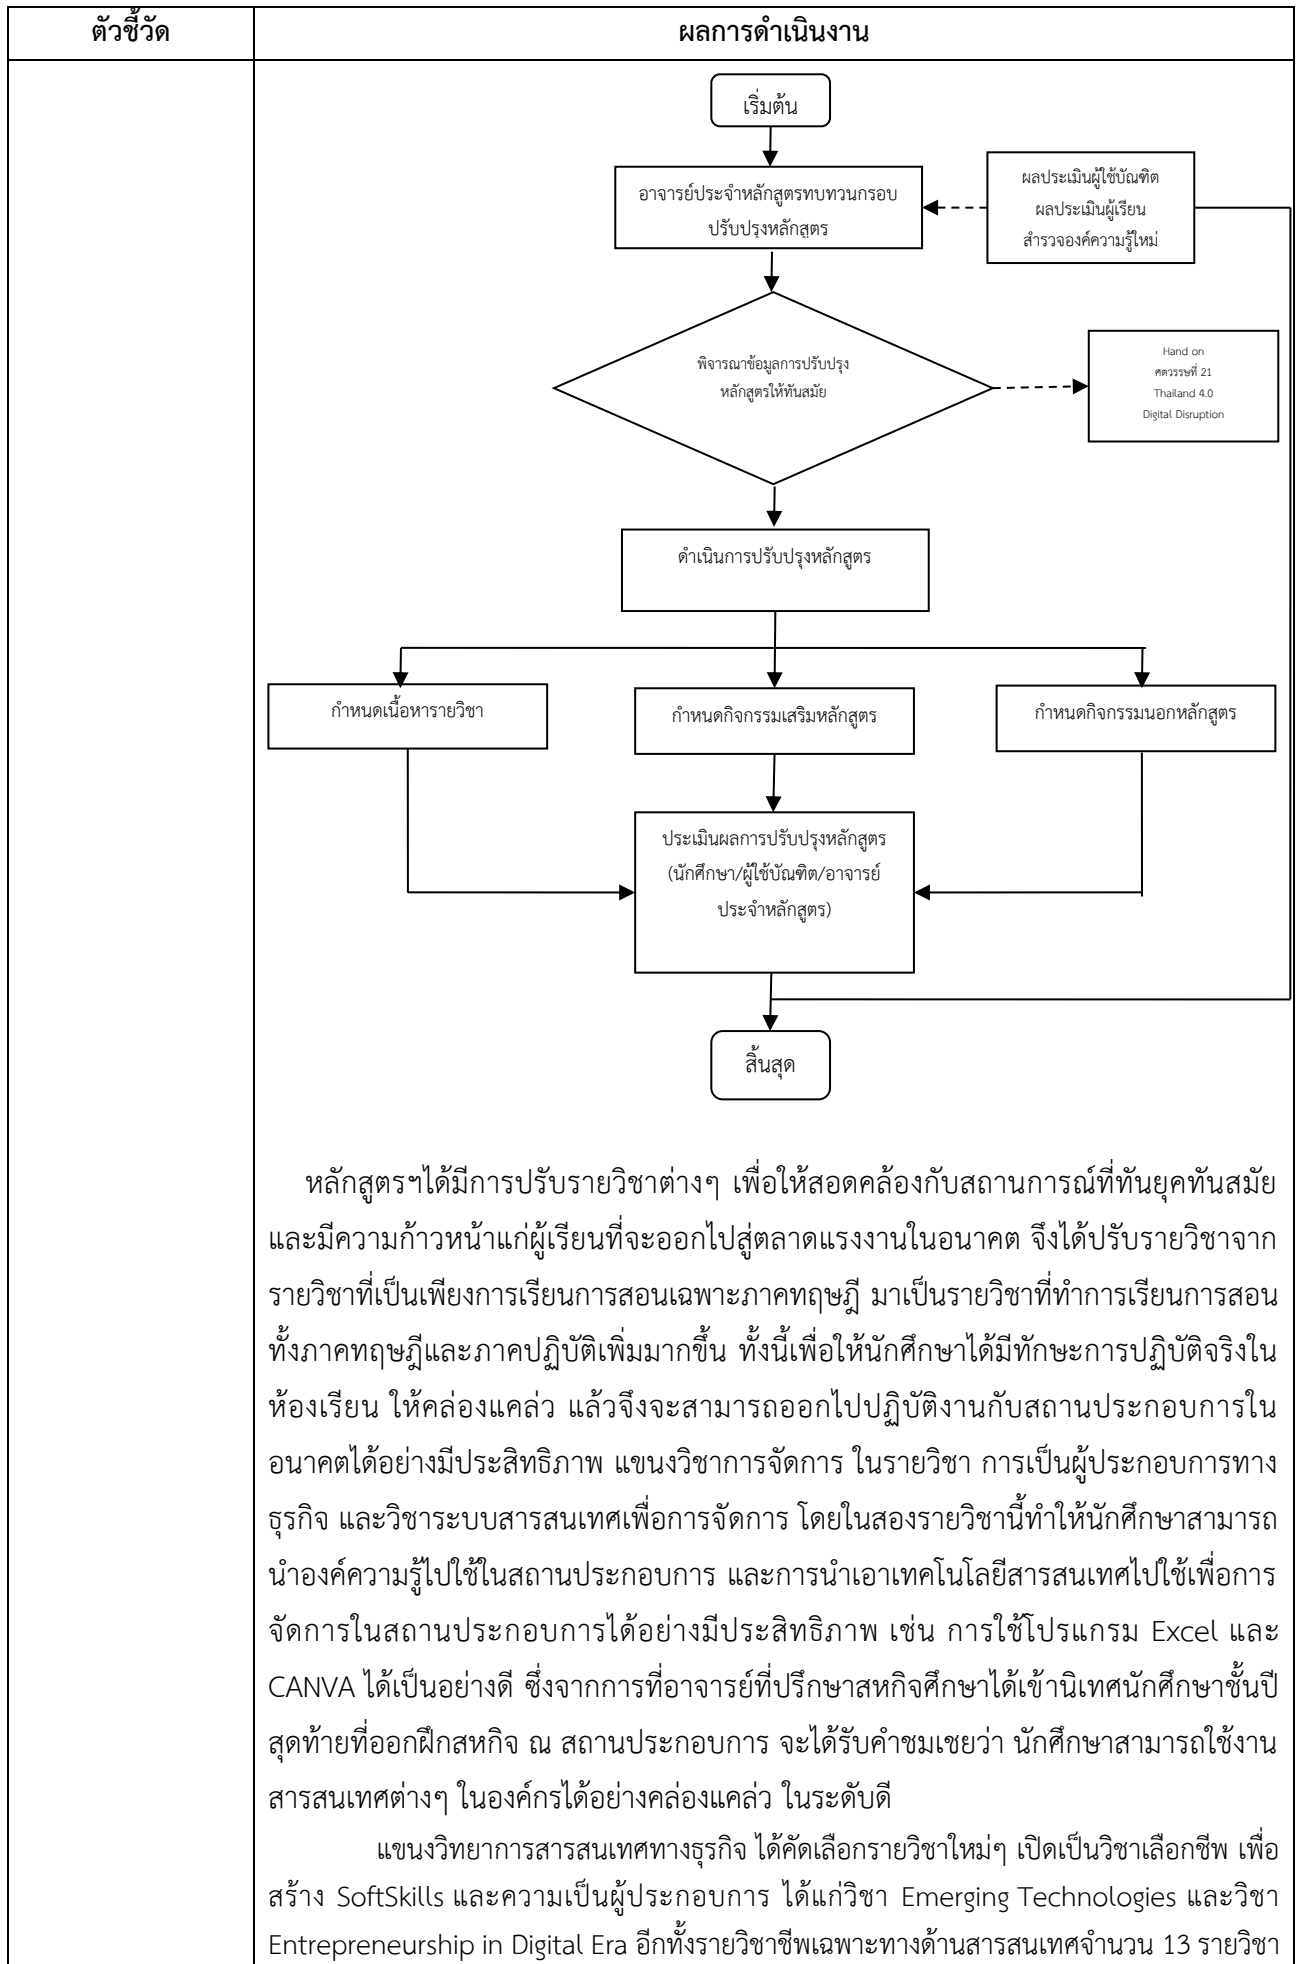 ตัวชี้วัด
ผลการดำเนินงาน
เริ่มต้น
อาจารย์ประจำหลักสูตรทบทวนกรอบ
ปรับปรุงหลักสูตร
ผลประเมินผู้ใช้บัณฑิต
ผลประเมินผู้เรียน
สำรวจองค์ความรู้ใหม่
พิจารณาข้อมูลการปรับปรุง
หลักสูตรให้ทันสมัย
Hand on
ศตวรรษที่ 21
Thailand 4.0
Digital Disruption
ดำเนินการปรับปรุงหลักสูตร
กำหนดเนื้อหารายวิชา
กำหนดกิจกรรมเสริมหลักสูตร
กำหนดกิจกรรมนอกหลักสูตร
ประเมินผลการปรับปรุงหลักสูตร
(นักศึกษา/ผู้ใช้บัณฑิต/อาจารย์
ประจำหลักสูตร)
สิ้นสุด
หลักสูตรฯได้มีการปรับรายวิชาต่างๆ เพื่อให้สอดคล้องกับสถานการณ์ที่ทันยุคทันสมัย
และมีความก้าวหน้าแก่ผู้เรียนที่จะออกไปสู่ตลาดแรงงานในอนาคต จึงได้ปรับรายวิชาจาก
รายวิชาที่เป็นเพียงการเรียนการสอนเฉพาะภาคทฤษฎี มาเป็นรายวิชาที่ทำการเรียนการสอน
ทั้งภาคทฤษฎีและภาคปฏิบัติเพิ่มมากขึ้น ทั้งนี้เพื่อให้นักศึกษาได้มีทักษะการปฏิบัติจริงใน
ห้องเรียน ให้คล่องแคล่ว แล้วจึงจะสามารถออกไปปฏิบัติงานกับสถานประกอบการใน
อนาคตได้อย่างมีประสิทธิภาพ แขนงวิชาการจัดการ ในรายวิชา การเป็นผู้ประกอบการทาง
ธุรกิจ และวิชาระบบสารสนเทศเพื่อการจัดการ โดยในสองรายวิชานี้ทำให้นักศึกษาสามารถ
นำองค์ความรู้ไปใช้ในสถานประกอบการ และการนำเอาเทคโนโลยีสารสนเทศไปใช้เพื่อการ
จัดการในสถานประกอบการได้อย่างมีประสิทธิภาพ เช่น การใช้โปรแกรม Excel และ
CANVA ได้เป็นอย่างดี ซึ่งจากการที่อาจารย์ที่ปรึกษาสหกิจศึกษาได้เข้านิเทศนักศึกษาชั้นปี
สุดท้ายที่ออกฝึกสหกิจ ณ สถานประกอบการ จะได้รับคำชมเชยว่า นักศึกษาสามารถใช้งาน
สารสนเทศต่างๆ ในองค์กรได้อย่างคล่องแคล่ว ในระดับดี
แขนงวิทยาการสารสนเทศทางธุรกิจ ได้คัดเลือกรายวิชาใหม่ๆ เปิดเป็นวิชาเลือกชีพ เพื่อ
สร้าง SoftSkills และความเป็นผู้ประกอบการ ได้แก่วิชา Emerging Technologies และวิชา
Entrepreneurship in Digital Era อีกทั้งรายวิชาชีพเฉพาะทางด้านสารสนเทศจำนวน 13 รายวิชา